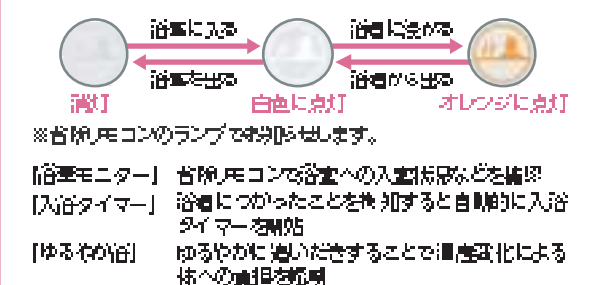 浴室に入る 浴槽に浸かる
浴室を出る 浴槽から出る
消灯 白色に点灯 オレンジに点灯
※台所リモコンのランプでお知らせします。
「浴室モニター」 台所リモコンで浴室への入室状況などを確認
「入浴タイマー」 浴槽につかったことを検知すると自動的に入浴
タイマーを開始
「ゆるやか浴」 ゆるやかに追いだきすることで温度変化による
体への負担を軽減